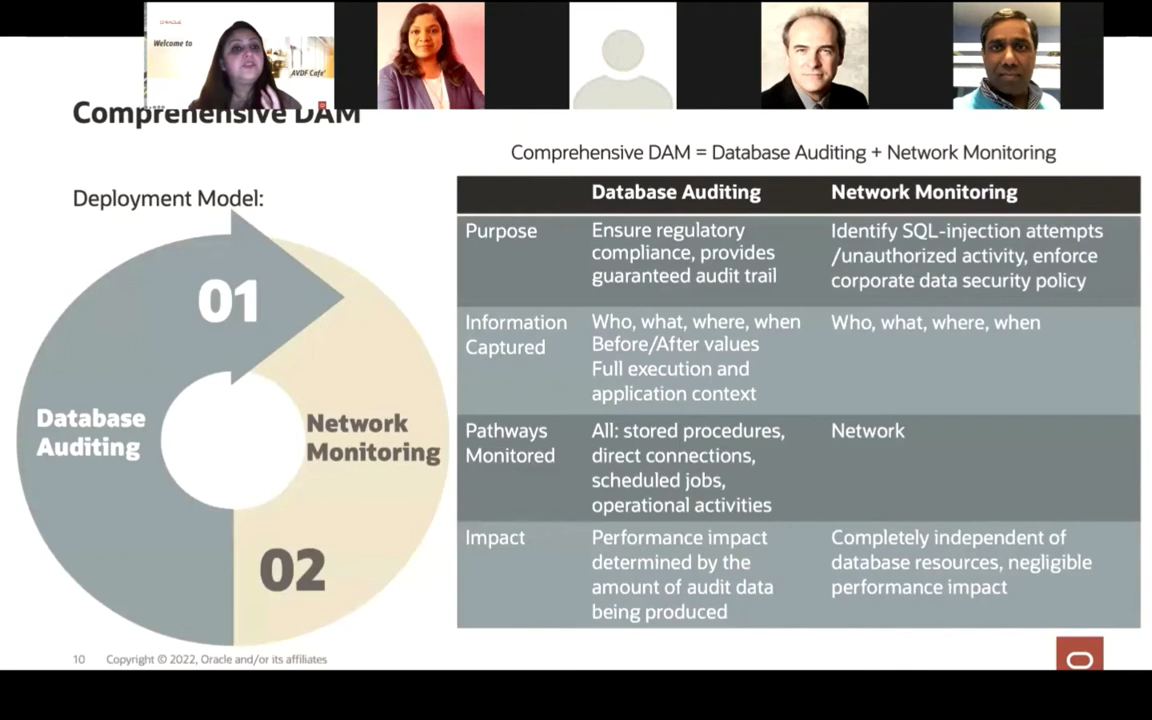 ORACLE
Welcome to
AVDF Cafe'
Comprehensive DAM
Comprehensive DAM = Database Auditing + Network Monitoring
Deployment Model:
01
Database
Auditing
Network
Monitoring
02
Database Auditing Network Monitoring
Purpose
Ensure regulatory
compliance, provides
guaranteed audit trail
Identify SQL-injection attempts
/unauthorized activity, enforce
corporate data security policy
Information
Captured
Who, what, where, when
Before/After values
Full execution and
application context
Who, what, where, when
Pathways
Monitored
All: stored procedures,
direct connections,
scheduled jobs,
operational activities
Network
Impact
Performance impact
determined by the
amount of audit data
being produced
Completely independent of
database resources, negligible
performance impact
10 Copyright © 2022, Oracle and/or its affiliates